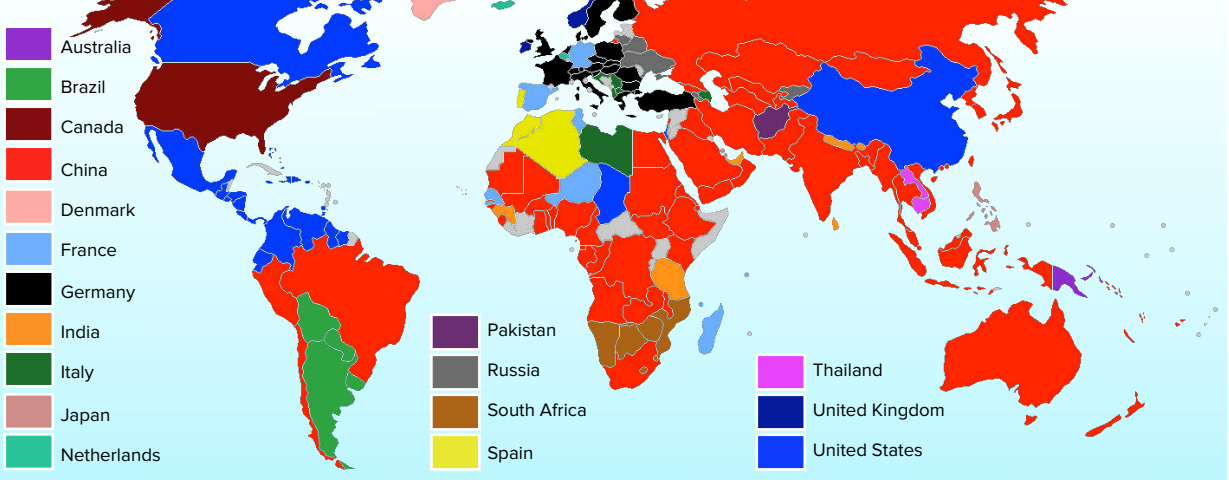 Australia
Brazil
Canada
China
Denmark
France
Germany
India
Italy
Japan
Netherlands
Pakistan
Russia
South Africa
Spain
Thailand
United Kingdom
United States